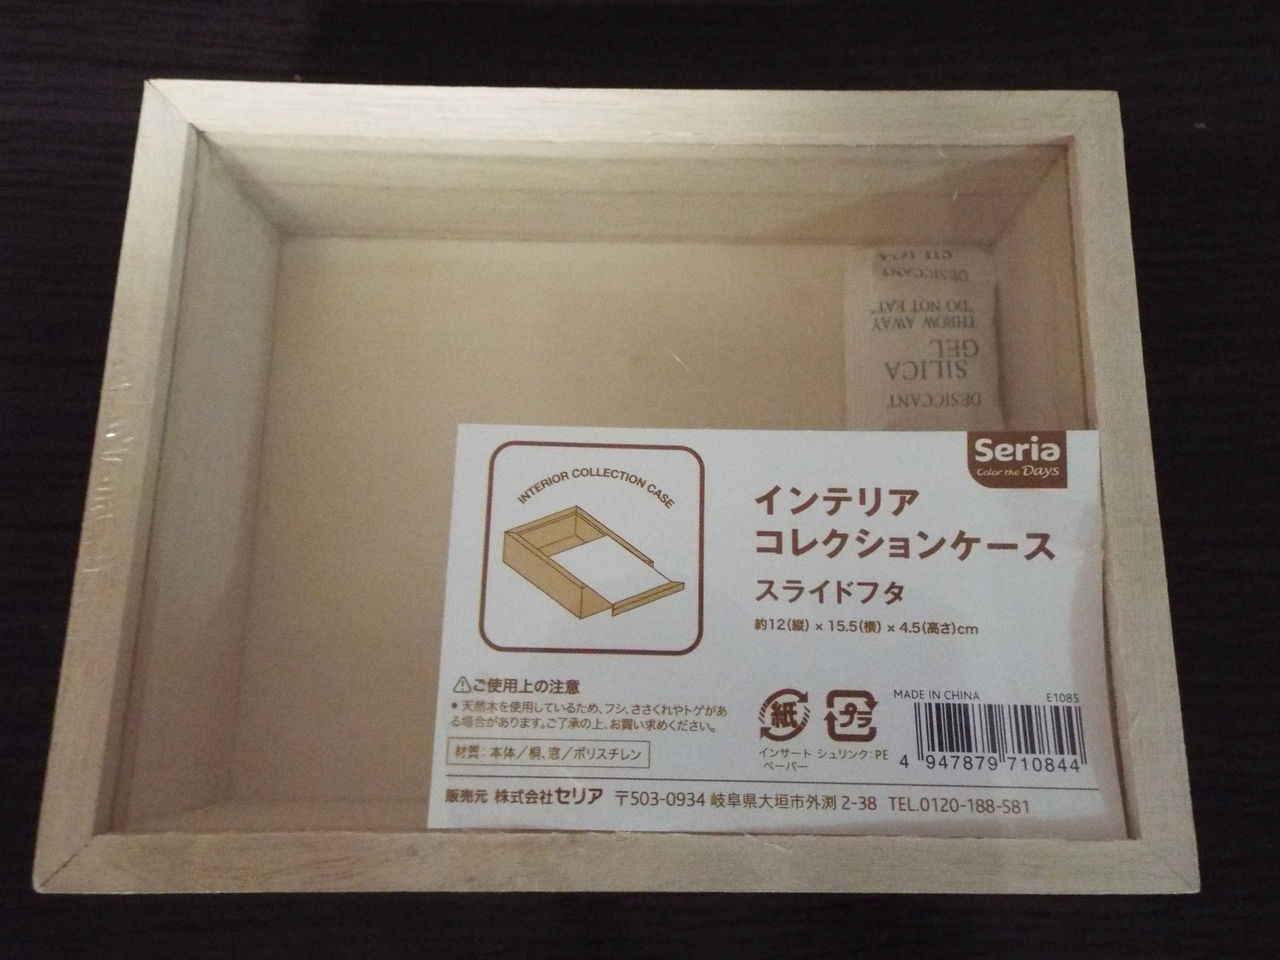 SILICA
DESICCANT
"DO NOT EAT"
THROW AWAY
GEL
SILICA
DESICCANT
Seria
Color the Days
INTERIOR COLLECTION CASE
インテリア
コレクションケース
スライドフタ
約12(縦) × 15.5(横) × 4.5(高さ)cm
⚠ご使用上の注意
• 天然木を使用しているため、フシ、ささくれやトゲがあ
る場合があります。ご了承の上、お買い求めください。
材質: 本体/桐、窓/ポリスチレン
紙
プラ
インサート
ペーパー
シュリンク:PE
MADE IN CHINA
E1085
4 947879 710844
販売元 株式会社セリア 〒503-0934 岐阜県大垣市外渕 2-38 TEL.0120-188-581